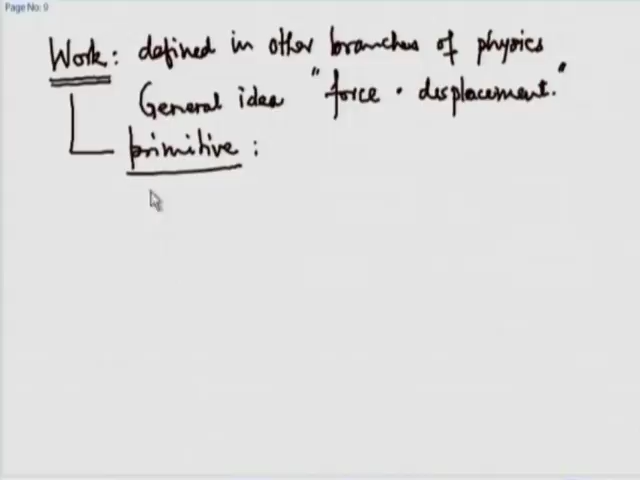 Page No: 9
Work: defined in other branches of physics
General idea "force · displacement."
primitive :